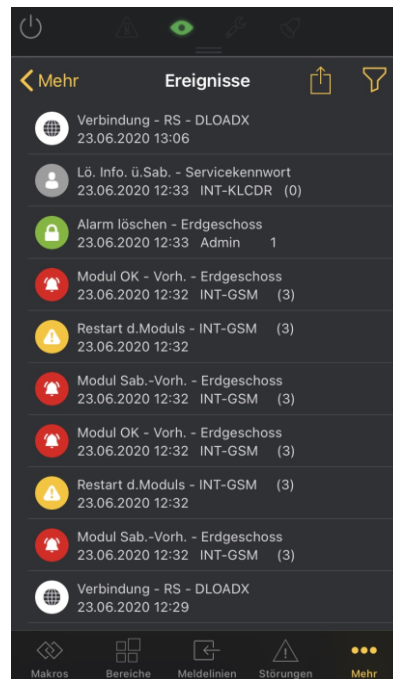 Mehr
Ereignisse
Verbindung - RS - DLOADX
23.06.2020 13:06
Lö. Info. ü.Sab. - Servicekennwort
23.06.2020 12:33 INT-KLCDR (0)
Alarm löschen - Erdgeschoss
23.06.2020 12:33 Admin 1
Modul OK - Vorh. - Erdgeschoss
23.06.2020 12:32 INT-GSM (3)
Restart d.Moduls - INT-GSM (3)
23.06.2020 12:32
Modul Sab.-Vorh. - Erdgeschoss
23.06.2020 12:32 INT-GSM (3)
Modul OK - Vorh. - Erdgeschoss
23.06.2020 12:32 INT-GSM (3)
Restart d.Moduls - INT-GSM (3)
23.06.2020 12:32
Modul Sab.-Vorh. - Erdgeschoss
23.06.2020 12:32 INT-GSM (3)
Verbindung - RS - DLOADX
23.06.2020 12:29
Makros Bereiche Meldelinien Störungen Mehr